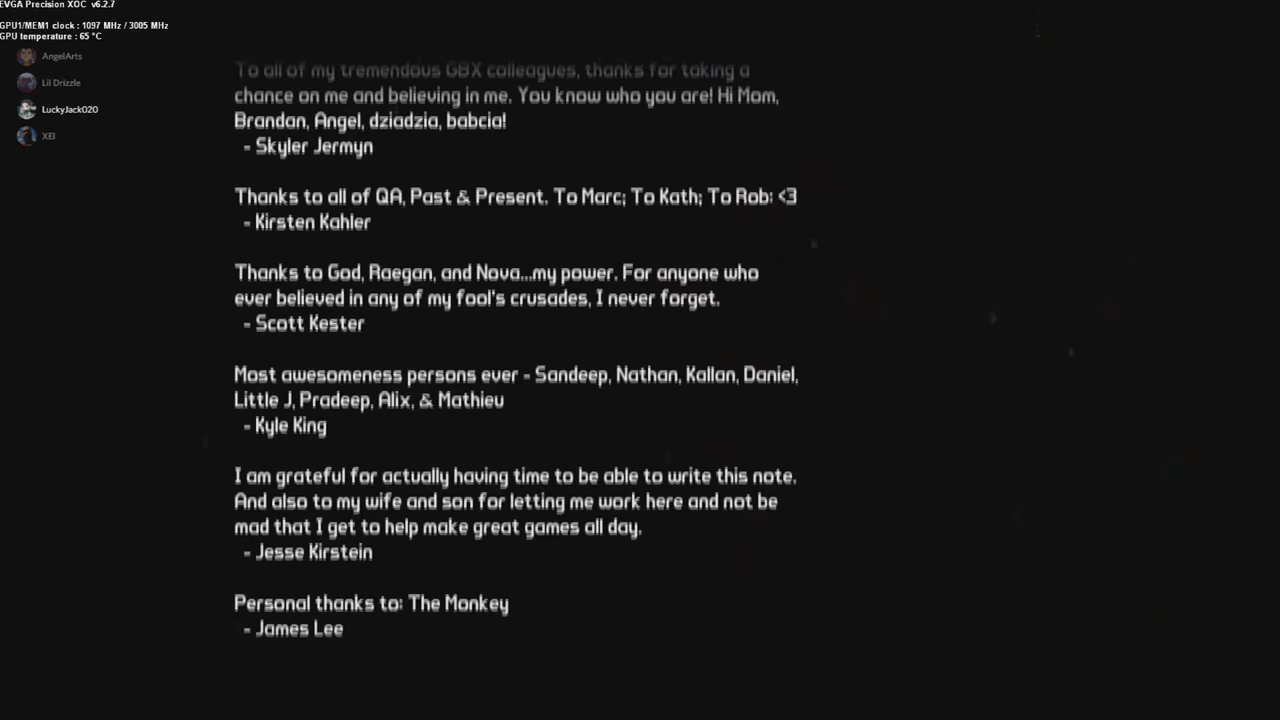 EVGA Precision XOC v6.2.7
GPU1/MEM1 clock : 1097 MHz / 3005 MHz
GPU temperature : 65 °C
AngelArts
Lil Drizzle
LuckyJack020
XEI
To all of my tremendous GBX colleagues, thanks for taking a
chance on me and believing in me. You know who you are! Hi Mom,
Brandan, Angel, dziadzia, babcia!
- Skyler Jermyn
Thanks to all of QA, Past & Present. To Marc; To Kath; To Rob: <3
- Kirsten Kahler
Thanks to God, Raegan, and Nova...my power. For anyone who
ever believed in any of my fool's crusades, I never forget.
- Scott Kester
Most awesomeness persons ever - Sandeep, Nathan, Kallan, Daniel,
Little J, Pradeep, Alix, & Mathieu
- Kyle King
I am grateful for actually having time to be able to write this note.
And also to my wife and son for letting me work here and not be
mad that I get to help make great games all day.
- Jesse Kirstein
Personal thanks to: The Monkey
- James Lee